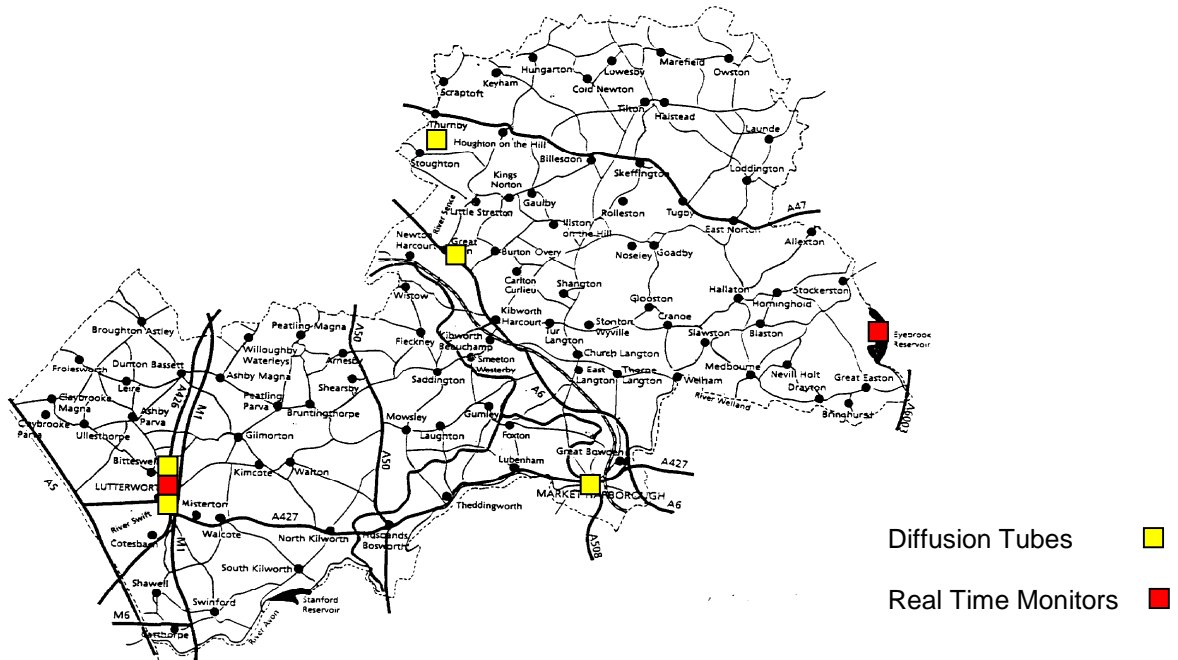 Hungarton
Lowesby
Marefield
Owston
Keyham
Cold Newton
Scraptoft
Tilton
Halstead
Thurnby
Launde
Houghton on the Hill
Billesdon
Stoughton
Skeffington
Loddington
Kings
Norton
Gaulby
Little Stretton
Rolleston
Tugby
A47
River Sence
Illston
on the Hill
East Norton
Allexton
Newton
Harcourt
Great
Burton Overy
Noseley
Goadby
Carlton
Curlieu
Shangton
Hallaton
Stockerston
Wistow
Glooston
Horninghold
Kibworth
Harcourt
Tur
Langton
Stonton
Wyville
Cranoe
Slawston
Blaston
Eyebrook
Reservoir
Broughton Astley
Peatling Magna
A50
Fleckney
Kibworth
Beauchamp
Willoughby
Waterleys
Arnesby
Smeeton
Westerby
Church Langton
Medbourne
Nevill Holt
Frolesworth
Dunton Bassett
Leire
Ashby Magna
Shearsby
Saddington
East
Langton
Thorpe
Langton
Welham
Drayton
Great Easton
A426
M1
A6
River Welland
Claybrooke
Magna
Peatling
Parva
Bruntingthorpe
Mowsley
Gumley
Bringhurst
A6003
Claybrooke
Parva
Ashby
Parva
Ullesthorpe
Gilmorton
Laughton
Foxton
Great Bowden
Bitteswell
Kimcote
Walton
A50
Lubenham
A427
A5
LUTTERWORT
MARKET HARBOROUGH
A6
Misterton
Theddingworth
River Swift
Walcote
A427
North Kilworth
Husbands
Bosworth
Cotesbach
M1
A508
Diffusion Tubes
South Kilworth
Shawell
Stanford
Reservoir
Real Time Monitors
Swinford
M6
River Avon